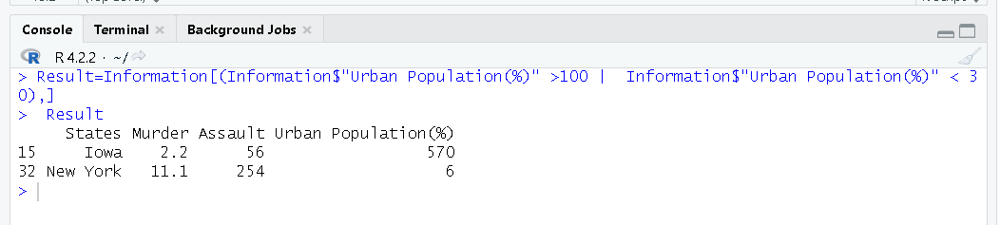 Console Terminal Background Jobs
R R 4.2.2 · ~/
> Result=Information[(Information$"Urban Population(%)" >100 |  Information$"Urban Population(%)" < 3
0),]
>  Result
     States Murder Assault Urban Population(%)
15     Iowa    2.2      56                 570
32 New York   11.1     254                   6
>